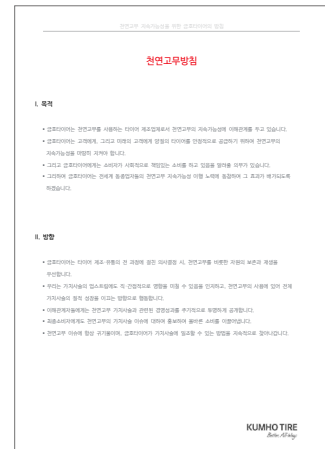 천연고무 지속가능성을 위한 금호타이어의 방침
천연고무방침
I. 목적
• 금호타이어는 천연고무를 사용하는 타이어 제조업체로서 천연고무의 지속가능성에 이해관계를 두고 있습니다.
• 금호타이어는 고객에게, 그리고 미래의 고객에게 양질의 타이어를 안정적으로 공급하기 위하여 천연고무의
지속가능성을 마땅히 지켜야 합니다.
• 그리고 금호타이어에게는 소비자가 사회적으로 책임있는 소비를 하고 있음을 알려줄 의무가 있습니다.
• 그리하여 금호타이어는 전세계 동종업자들의 천연고무 지속가능성 이행 노력에 동참하며 그 효과가 배가되도록
하겠습니다.
II. 방향
• 금호타이어는 타이어 제조·유통의 전 과정에 걸친 의사결정 시, 천연고무를 비롯한 자원의 보존과 재생을
우선합니다.
• 우리는 가치사슬의 업스트림에도 직·간접적으로 영향을 미칠 수 있음을 인지하고, 천연고무의 사용에 있어 전체
가치사슬의 질적 성장을 이끄는 방향으로 행동합니다.
• 이해관계자들에게는 천연고무 가치사슬과 관련된 경영성과를 주기적으로 투명하게 공개합니다.
• 최종소비자에게도 천연고무의 가치사슬 이슈에 대하여 홍보하여 올바른 소비를 이끌어냅니다.
• 천연고무 이슈에 항상 귀기울이며, 금호타이어가 가치사슬에 일조할 수 있는 방법을 지속적으로 찾아나갑니다.
KUMHO TIRE
Better, All-ways